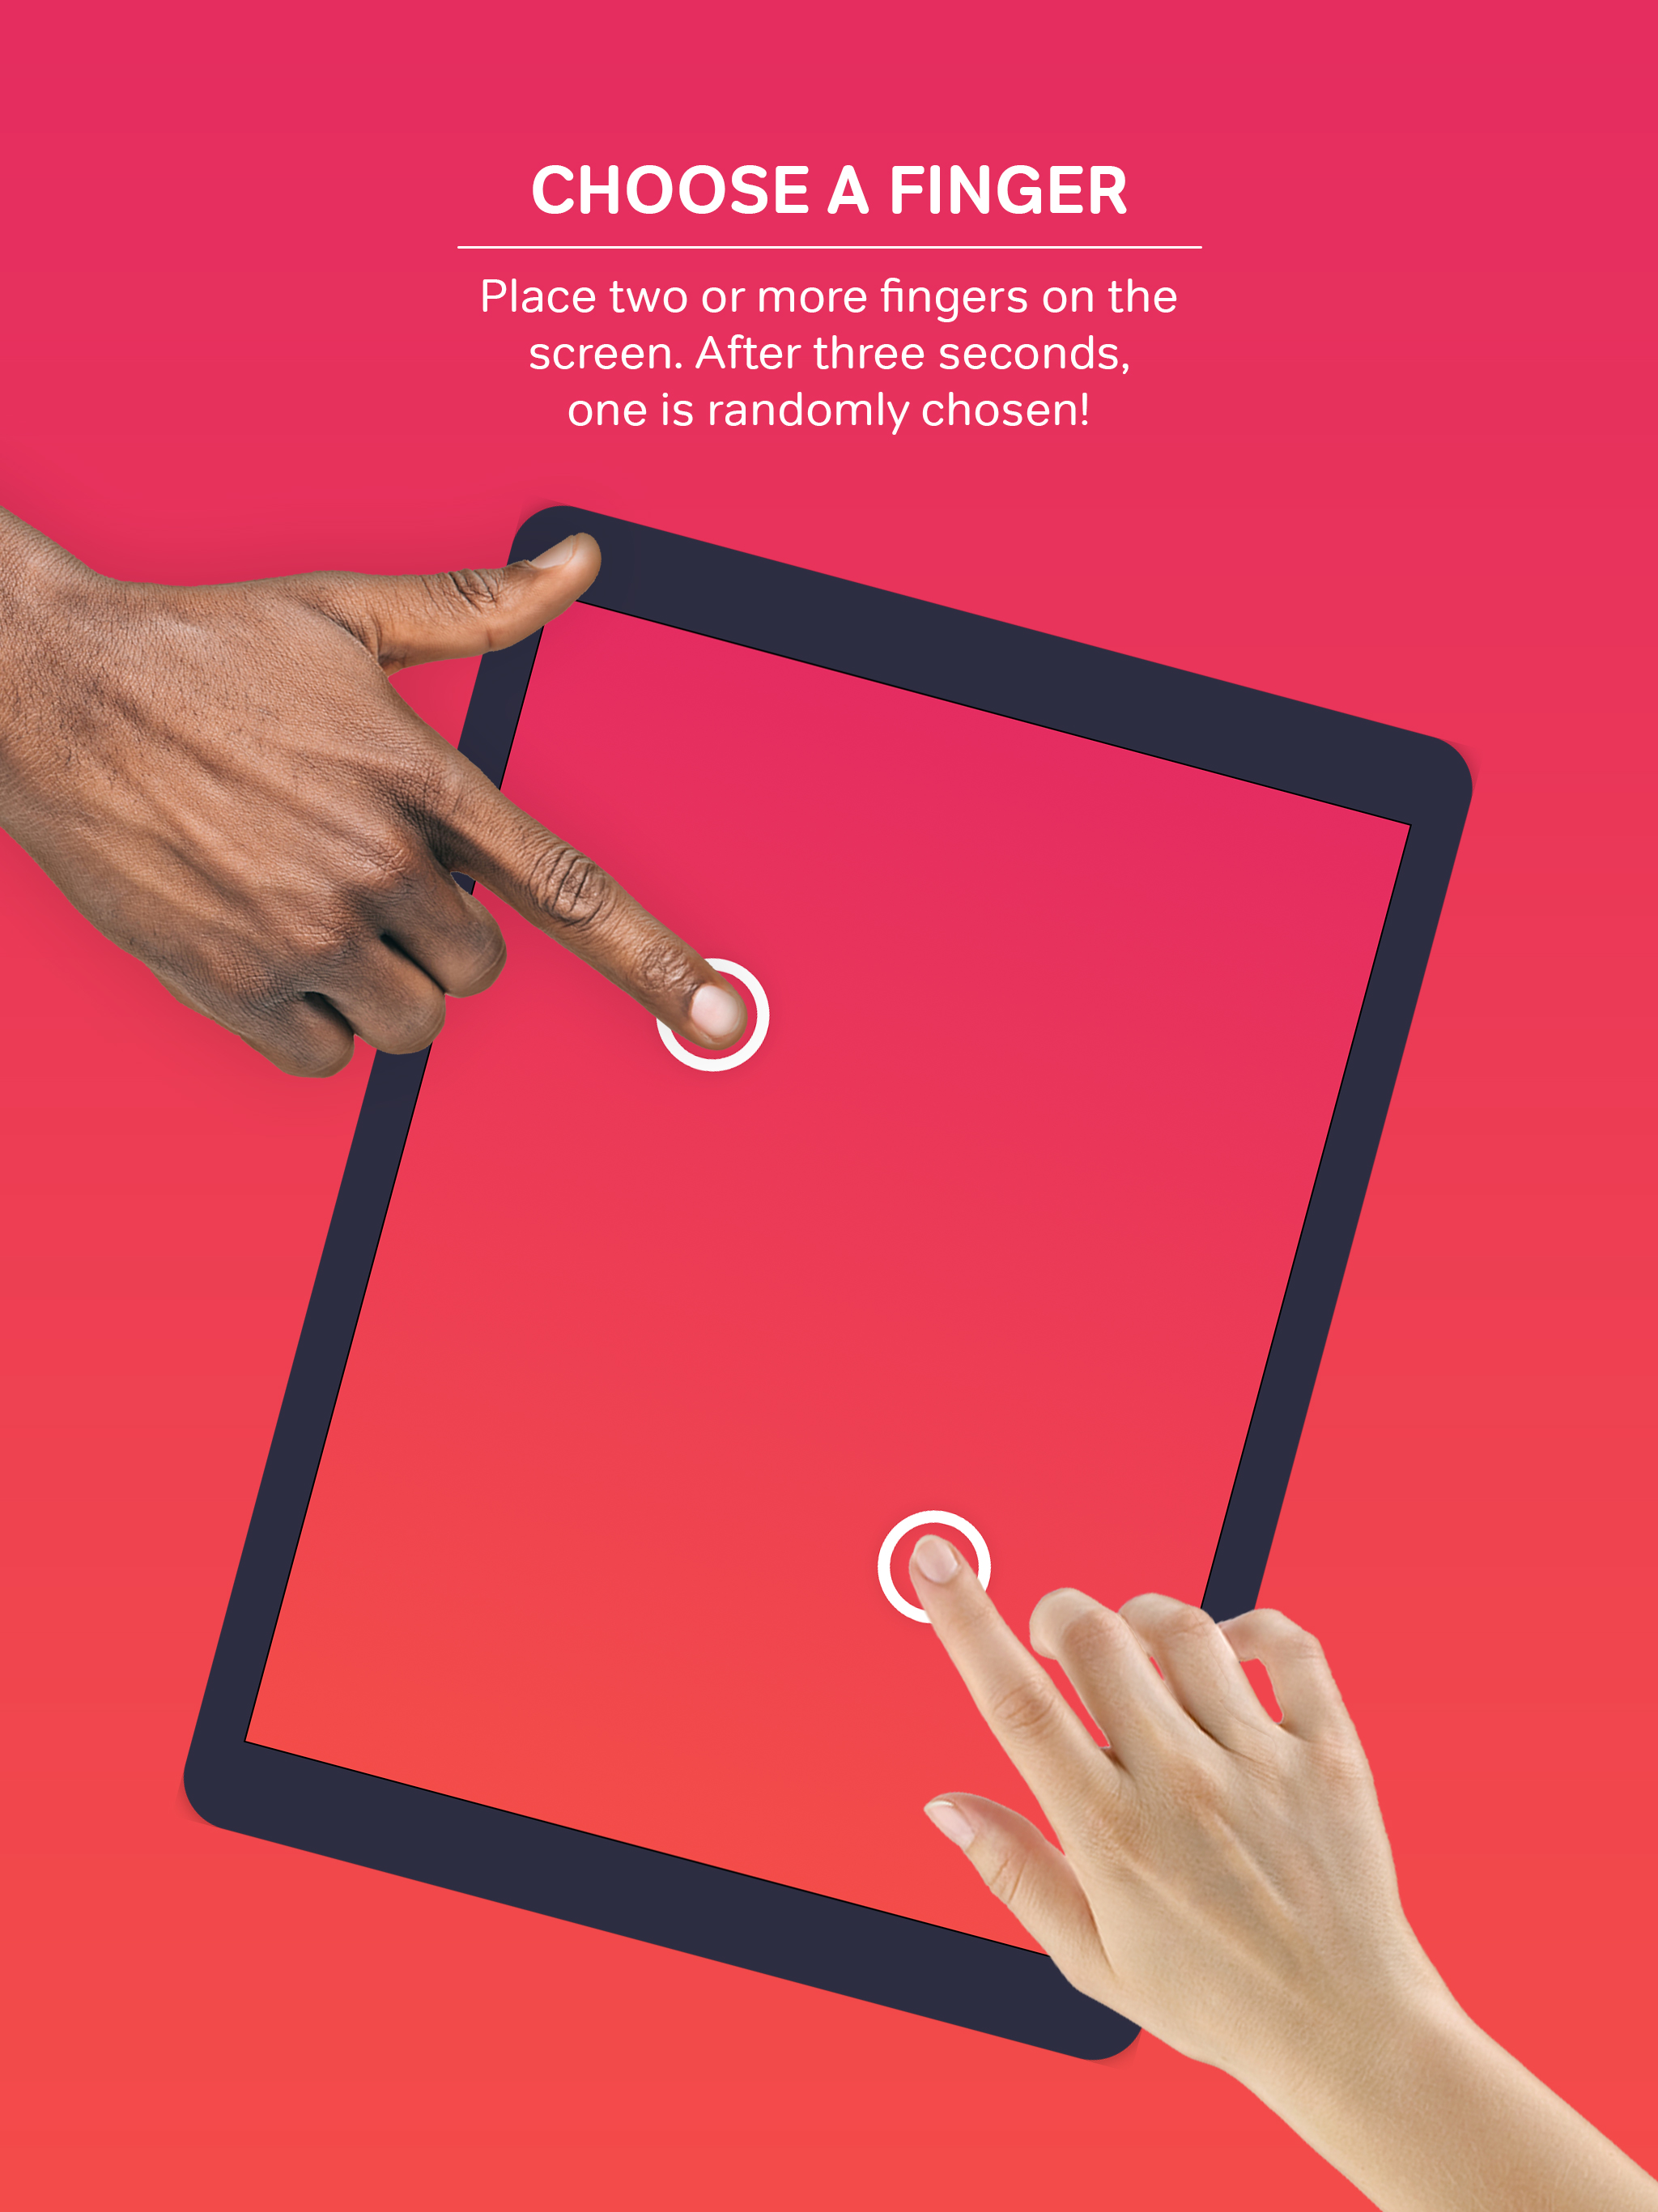 CHOOSE A FINGER
Place two or more fingers on the
screen. After three seconds,
one is randomly chosen!